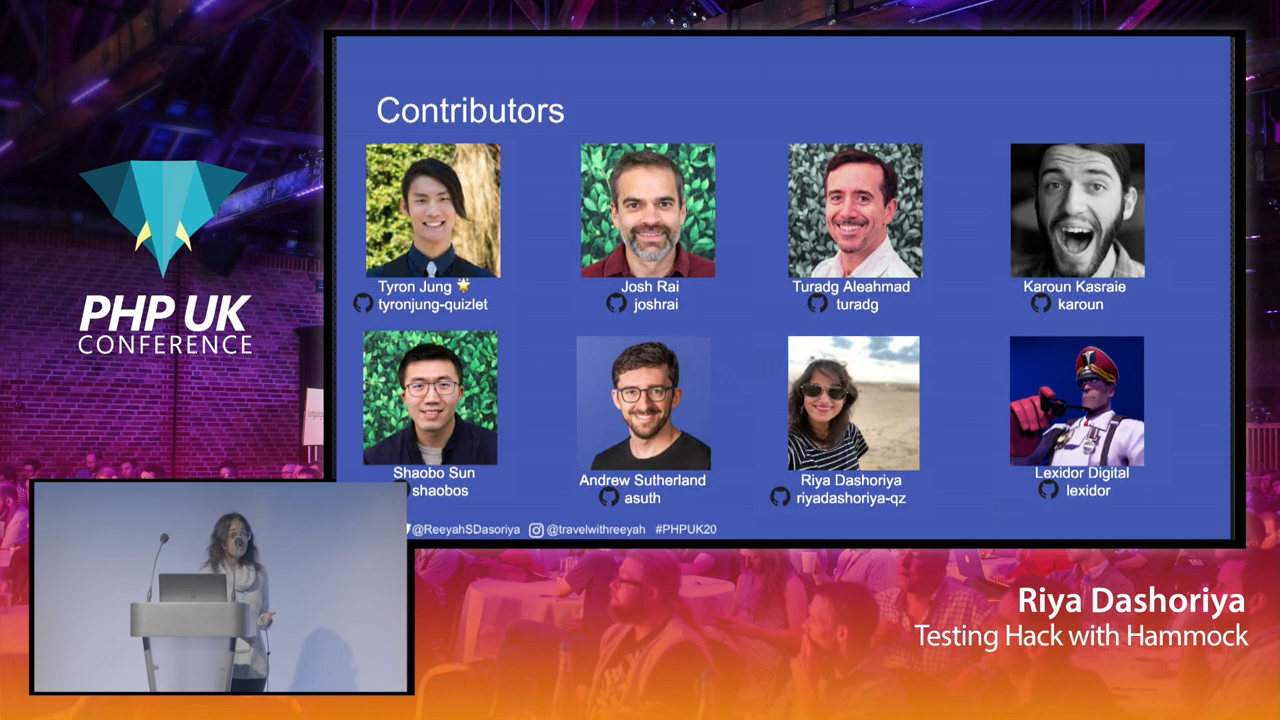 Contributors
Tyron Jung
tyronjung-quizlet
Josh Rai
joshrai
Turadg Aleahmad
turadg
Karoun Kasraie
karoun
Shaobo Sun
shaobos
Andrew Sutherland
asuth
Riya Dashoriya
riyadashoriya-qz
Lexidor Digital
lexidor
@ReeyahSDasoriya @travelwithreeyah #PHPUK20
PHP UK
CONFERENCE
Riya Dashoriya
Testing Hack with Hammock